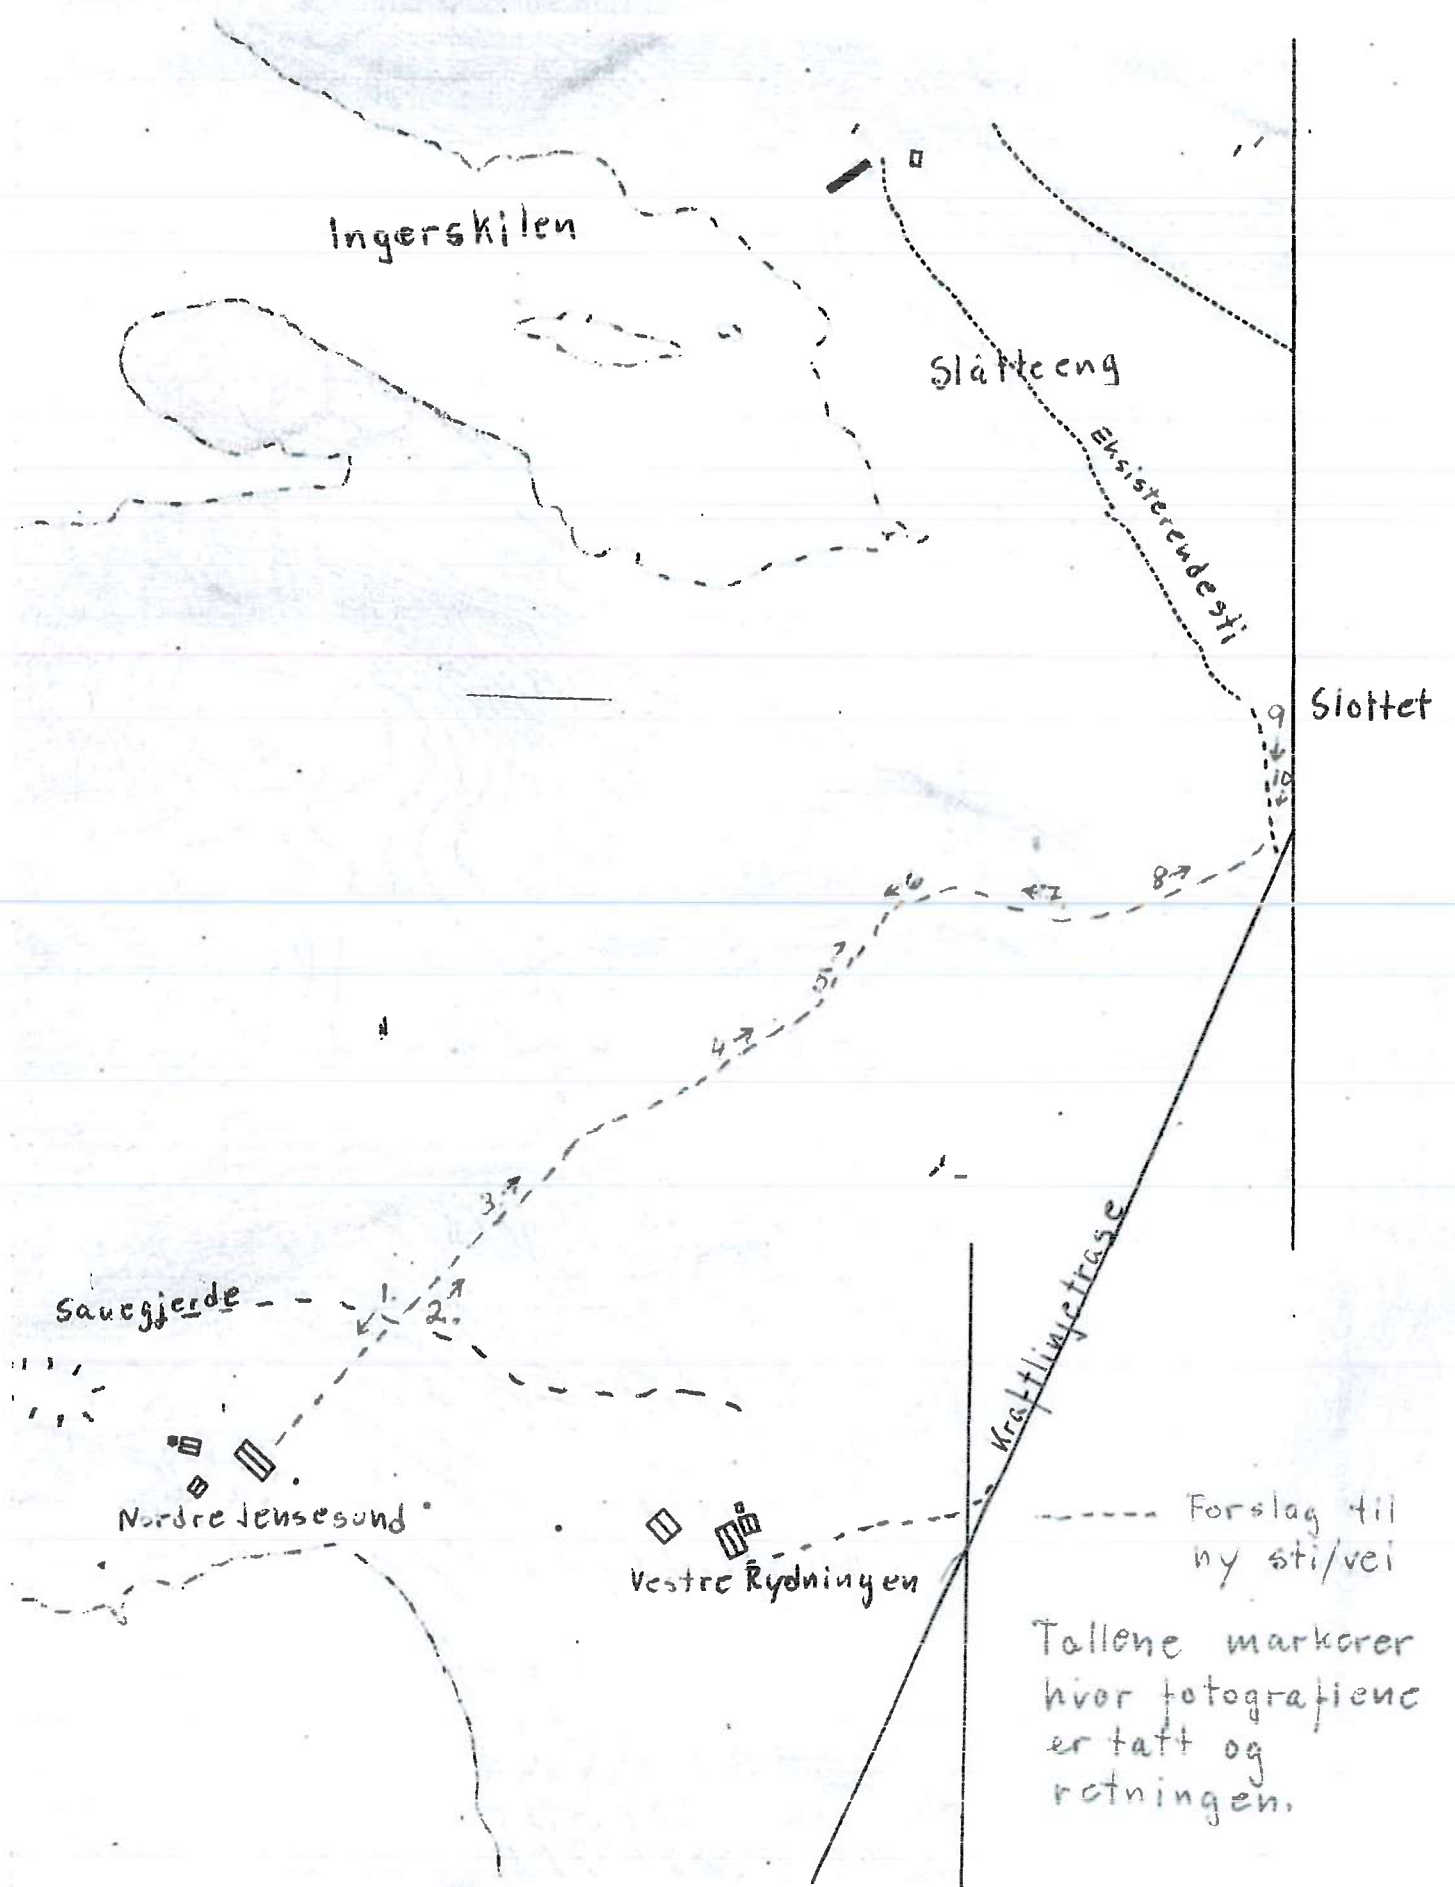 Ingerskilen
Slåtteeng
Eksisterende sti
Slottet
9
10
8
7
6
5.
4
3.
1.
2.
Sauegjerde
Nordre Jensesund
Vestre Rydningen
Kraftlinjetrase
Forslag til
ny sti/vei
Tallene markerer
hvor fotografiene
er tatt og
retningen.